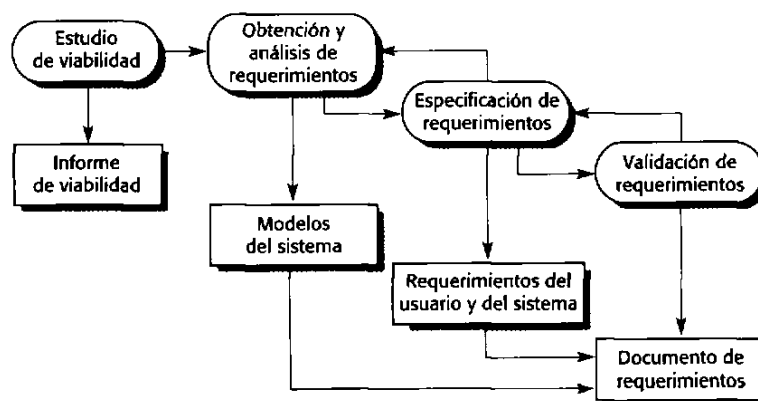 Estudio
de viabilidad
Obtención y
análisis de
requerimientos
Especificación de
requerimientos
Validación de
requerimientos
Informe
de viabilidad
Modelos
del sistema
Requerimientos del
usuario y del sistema
Documento de
requerimientos